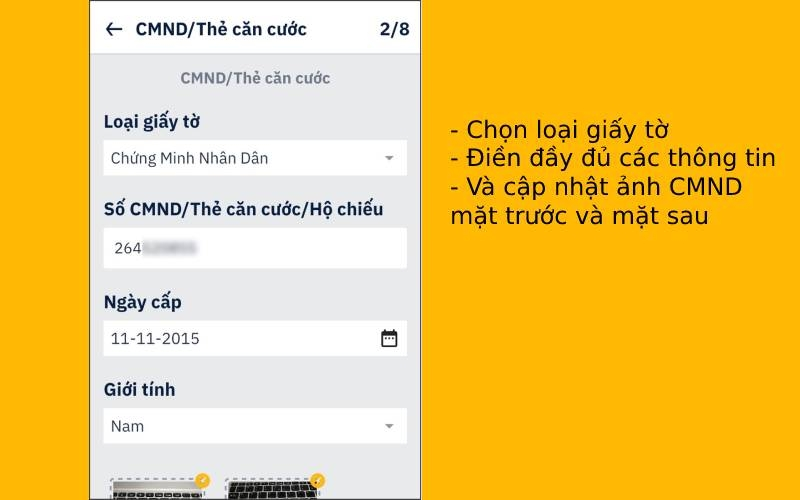 CMND/Thẻ căn cước
2/8
CMND/Thẻ căn cước
Loại giấy tờ
Chứng Minh Nhân Dân
Số CMND/Thẻ căn cước/Hộ chiếu
264
Ngày cấp
11-11-2015
Giới tính
Nam
- Chọn loại giấy tờ
- Điền đầy đủ các thông tin
- Và cập nhật ảnh CMND
mặt trước và mặt sau